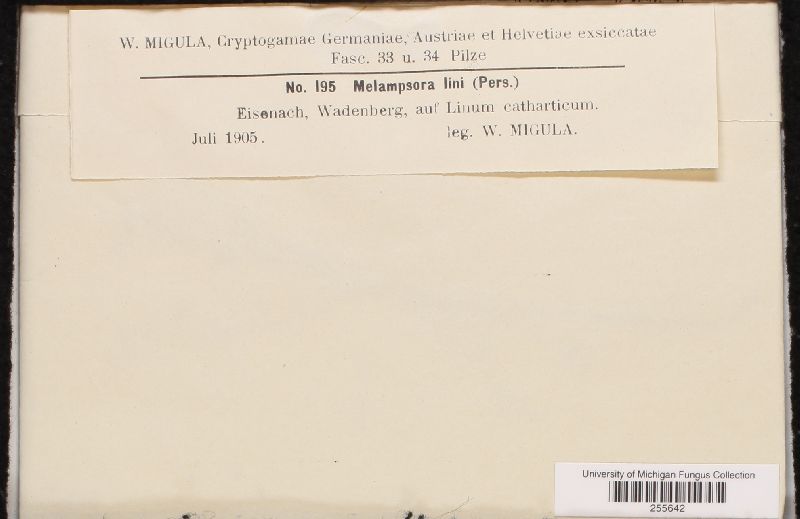 W. MIGULA, Cryptogamae Germaniae, Austriae et Helvetiae exsiccatae
Fasc. 33 u. 34 Pilze
No. 195 Melampsora lini (Pers.)
Eisenach, Wadenberg, auf Linum catharticum.
Juli 1905. leg. W. MIGULA.
University of Michigan Fungus Collection
255642